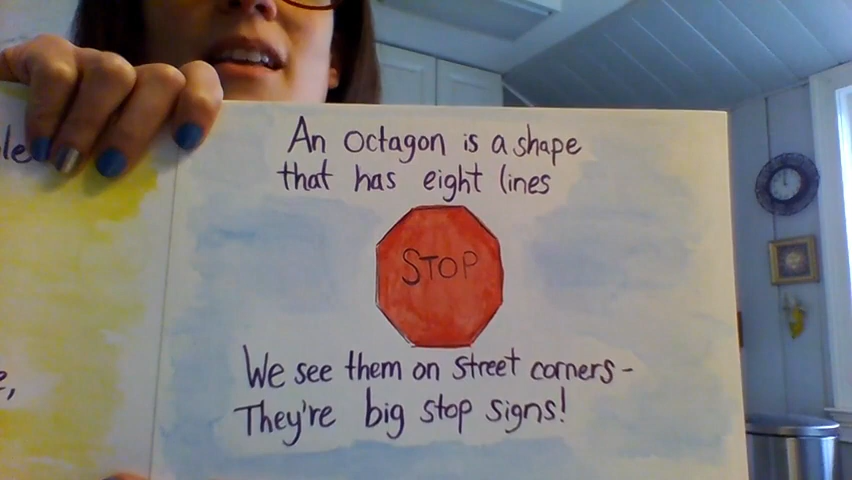 An Octagon is a shape
that has eight lines
STOP
We see them on street corners-
They're big stop signs!